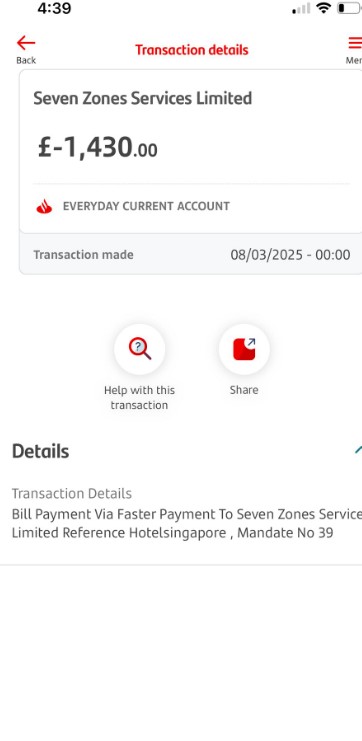 4:39
Transaction details
Back
Seven Zones Services Limited
£-1,430.00
EVERYDAY CURRENT ACCOUNT
Transaction made 08/03/2025 - 00:00
Help with this
transaction
Share
Details
Transaction Details
Bill Payment Via Faster Payment To Seven Zones Service
Limited Reference Hotelsingapore , Mandate No 39